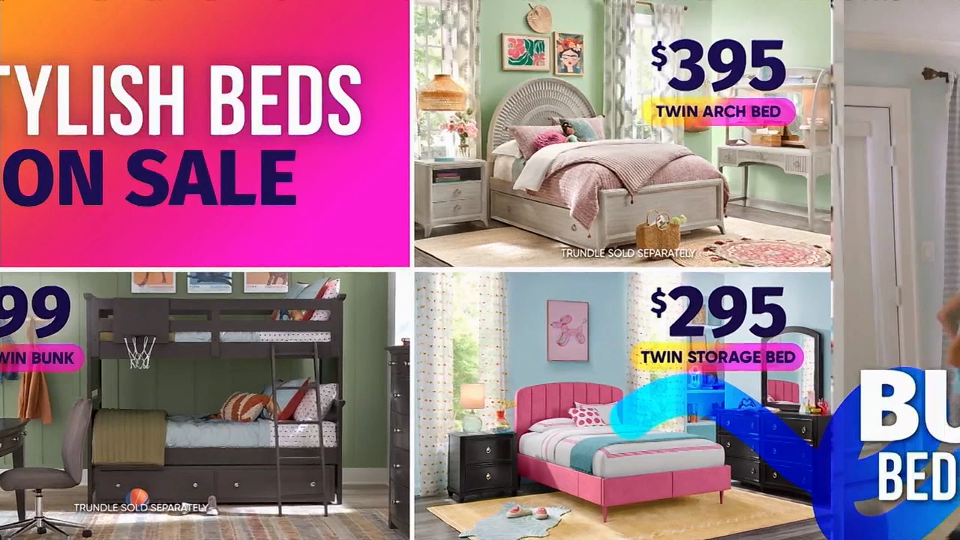 TYLISH BEDS
ON SALE
$395
TWIN ARCH BED
TRUNDLE SOLD SEPARATELY
99
WIN BUNK
TRUNDLE SOLD SEPARATELY
$295
TWIN STORAGE BED
BU
BED